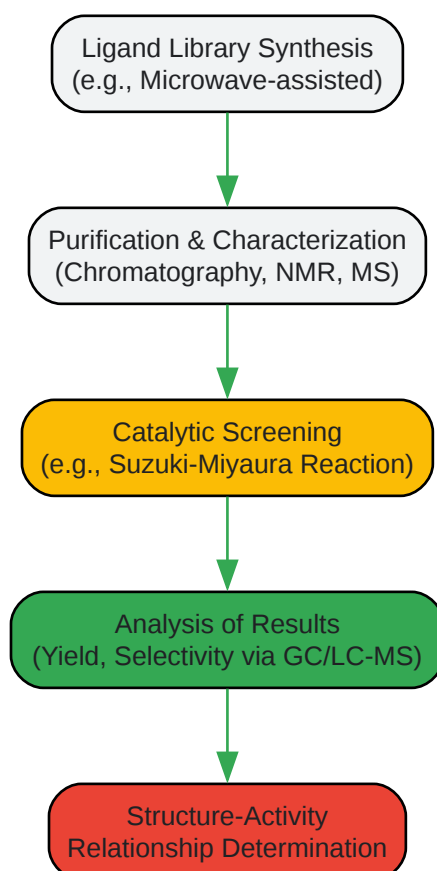 Ligand Library Synthesis
(e.g., Microwave-assisted)
Purification & Characterization
(Chromatography, NMR, MS)
Catalytic Screening
(e.g., Suzuki-Miyaura Reaction)
Analysis of Results
(Yield, Selectivity via GC/LC-MS)
Structure-Activity
Relationship Determination